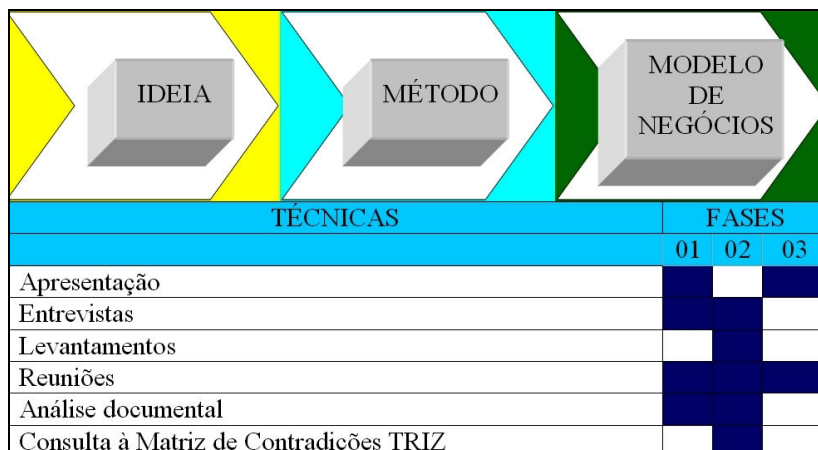 IDEIA
MÉTODO
MODELO
DE
NEGÓCIOS
TÉCNICAS FASES
01 02 03
Apresentação
Entrevistas
Levantamentos
Reuniões
Análise documental
Consulta à Matriz de Contradições TRIZ